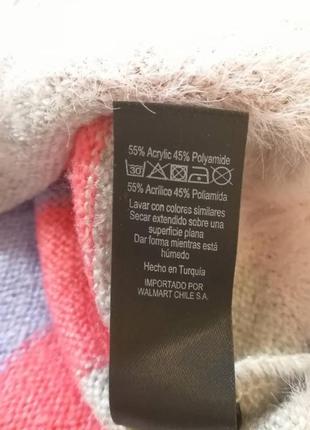 55% Acrylic 45% Polyamide
30
55% Acrílico 45% Poliamida
Lavar con colores similares
Secar extendido sobre una
superficie plana
Dar forma mientras está
húmedo
Hecho en Turquía
IMPORTADO POR
WALMART CHILE S.A.